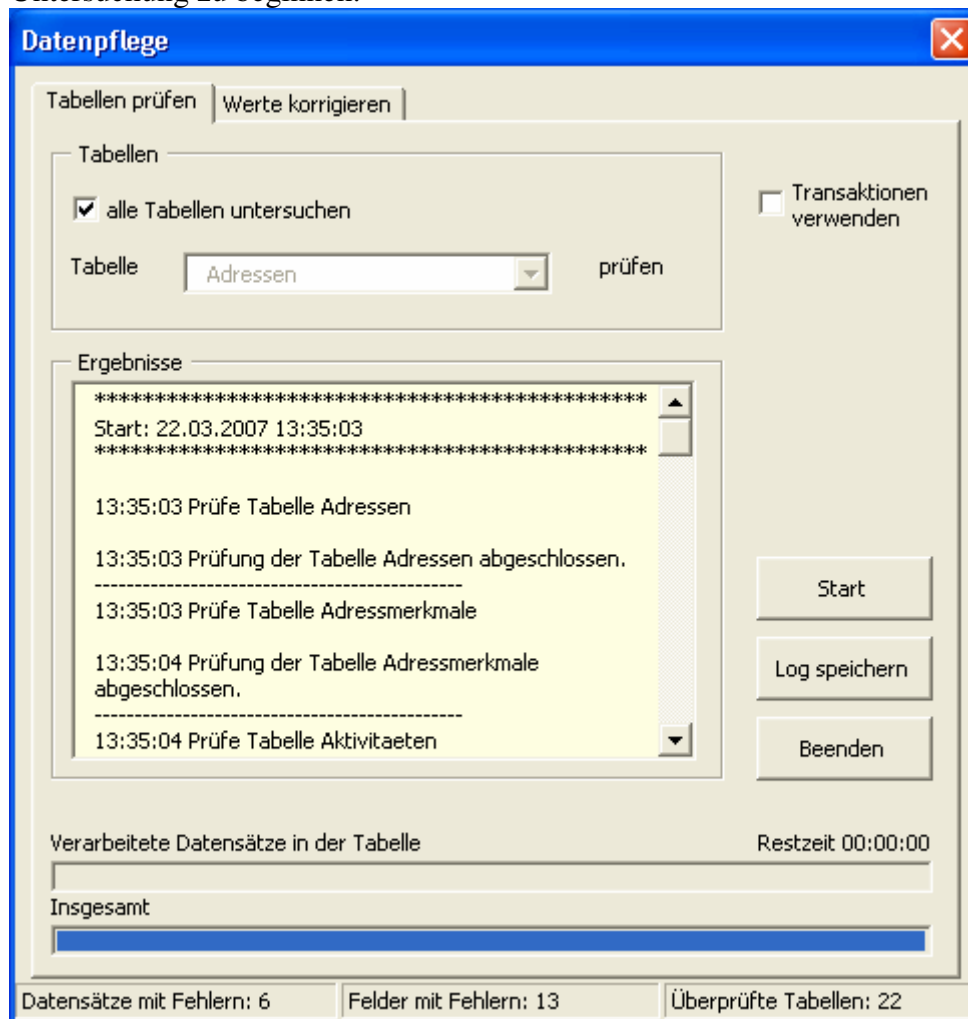 Untersuchung zu beginnen.
Datenpflege
Tabellen prüfen
Werte korrigieren
Tabellen
alle Tabellen untersuchen
Transaktionen
verwenden
Tabelle
Adressen
prüfen
Ergebnisse
**********************************************
Start: 22.03.2007 13:35:03
**********************************************
13:35:03 Prüfe Tabelle Adressen
13:35:03 Prüfung der Tabelle Adressen abgeschlossen.
----------------------------------------------
13:35:03 Prüfe Tabelle Adressmerkmale
13:35:04 Prüfung der Tabelle Adressmerkmale
abgeschlossen.
----------------------------------------------
13:35:04 Prüfe Tabelle Aktivitaeten
Start
Log speichern
Beenden
Verarbeitete Datensätze in der Tabelle
Restzeit 00:00:00
Insgesamt
Datensätze mit Fehlern: 6
Felder mit Fehlern: 13
Überprüfte Tabellen: 22